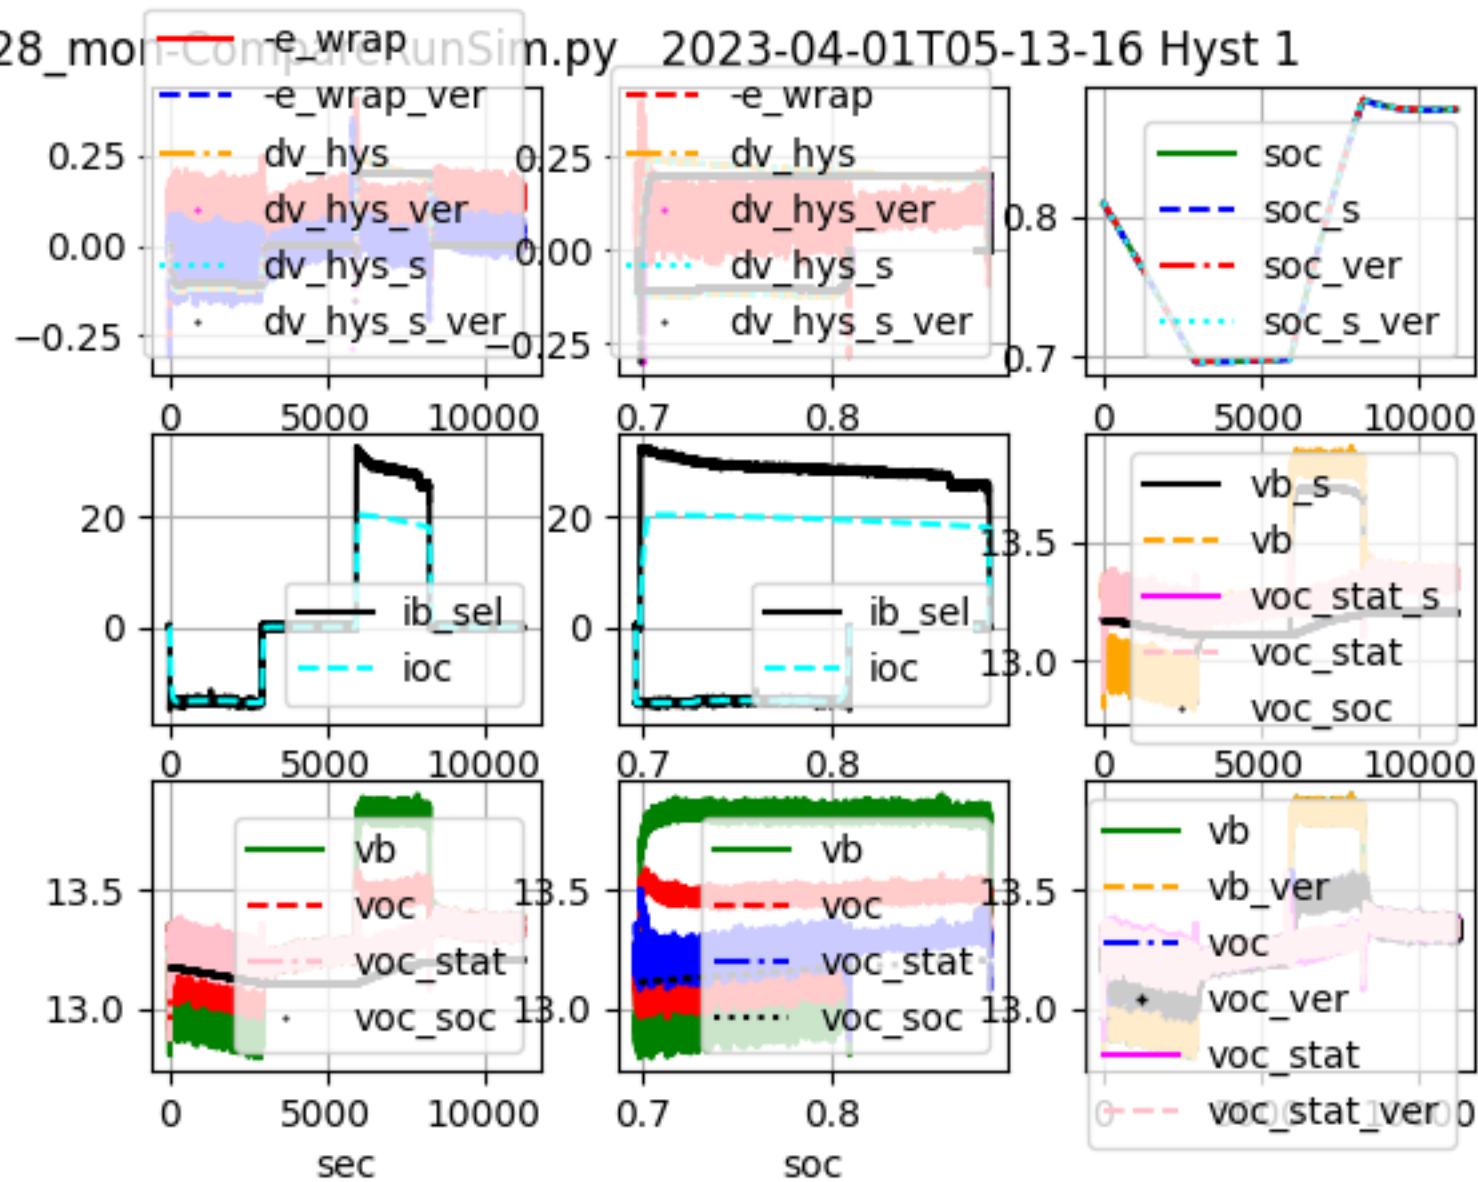 28_mon-CompareRunSim.py   2023-04-01T05-13-16 Hyst 1
-e_wrap
-e_wrap_ver
dv_hys
dv_hys_ver
dv_hys_s
dv_hys_s_ver
0.25
0.00
−0.25
0
5000
10000
-e_wrap
dv_hys
dv_hys_ver
dv_hys_s
dv_hys_s_ver
0.25
0.00
−0.25
0.7
0.8
soc
soc_s
soc_ver
soc_s_ver
0.8
0.7
0
5000
10000
20
0
ib_sel
ioc
0
5000
10000
20
0
ib_sel
ioc
0.7
0.8
13.5
13.0
vb_s
vb
voc_stat_s
voc_stat
voc_soc
0
5000
10000
13.5
13.0
vb
voc
voc_stat
voc_soc
0
5000
10000
sec
13.5
13.0
vb
voc
voc_stat
voc_soc
0.7
0.8
soc
13.5
13.0
vb
vb_ver
voc
voc_ver
voc_stat
voc_stat_ver
0
5000
10000